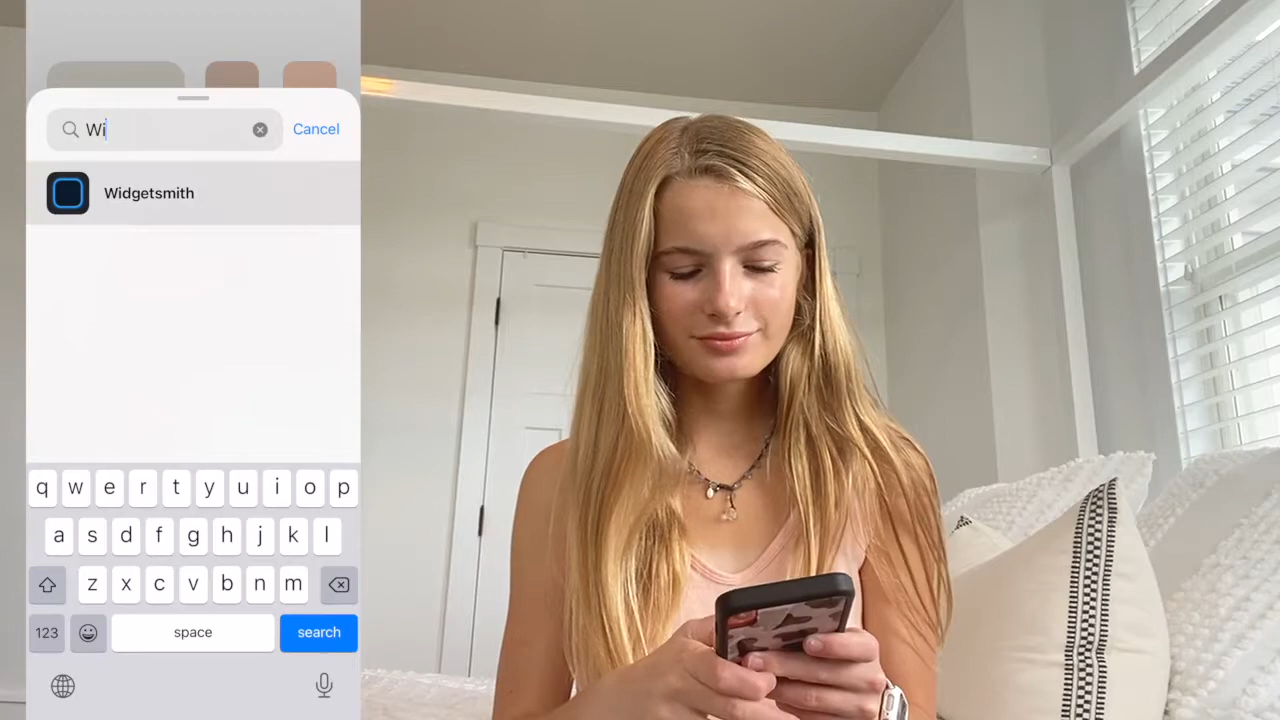 Wi
Cancel
Widgetsmith
q w e r t y u i o p
a s d f g h j k l
z x c v b n m
123 space search